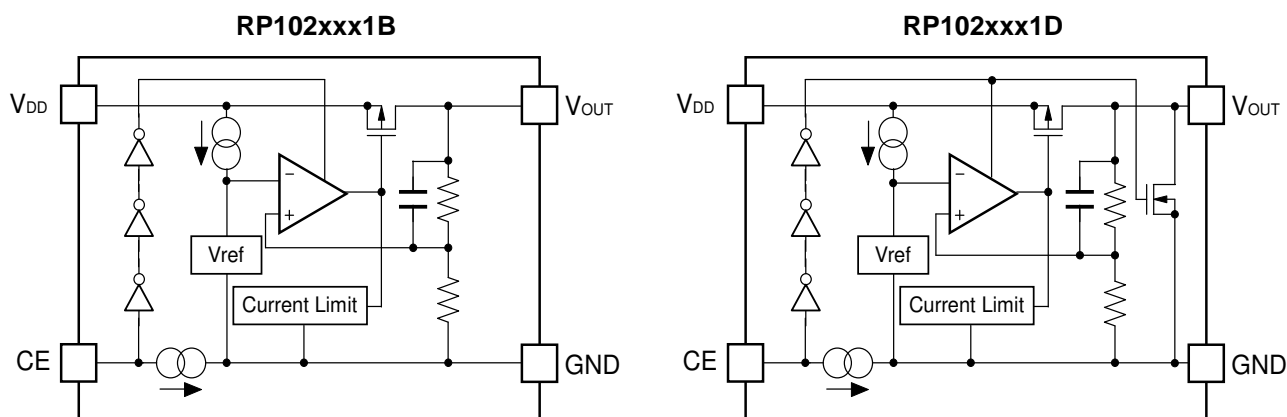 RP102xxx1B
VDD
VOUT
−
+
Vref
Current Limit
CE
GND
RP102xxx1D
VDD
VOUT
−
+
Vref
Current Limit
CE
GND